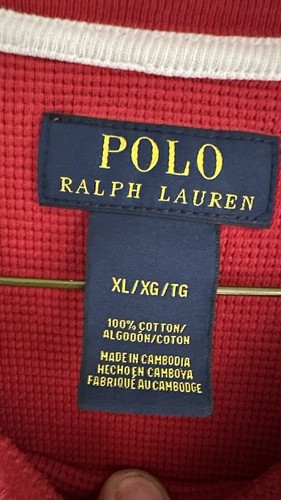 POLO
RALPH LAUREN
XL/XG/TG
100% COTTON/
ALGODÓN/COTON
MADE IN CAMBODIA
HECHO EN CAMBOYA
FABRIQUÉ AU CAMBODGE